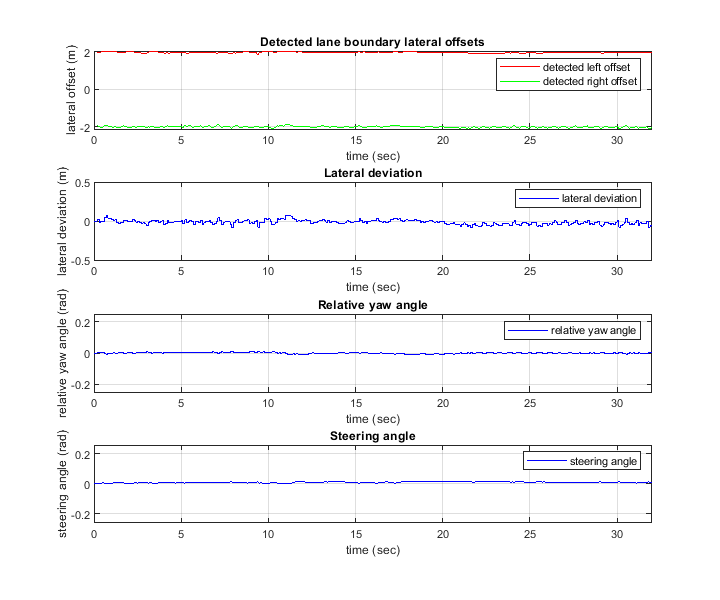 Detected lane boundary lateral offsets
lateral offset (m)
2
0
-2
detected left offset
detected right offset
0 5 10 15 20 25 30
time (sec)
Lateral deviation
lateral deviation (m)
0.5
0
-0.5
lateral deviation
0 5 10 15 20 25 30
time (sec)
Relative yaw angle
relative yaw angle (rad)
0.2
0
-0.2
relative yaw angle
0 5 10 15 20 25 30
time (sec)
Steering angle
steering angle (rad)
0.2
0
-0.2
steering angle
0 5 10 15 20 25 30
time (sec)